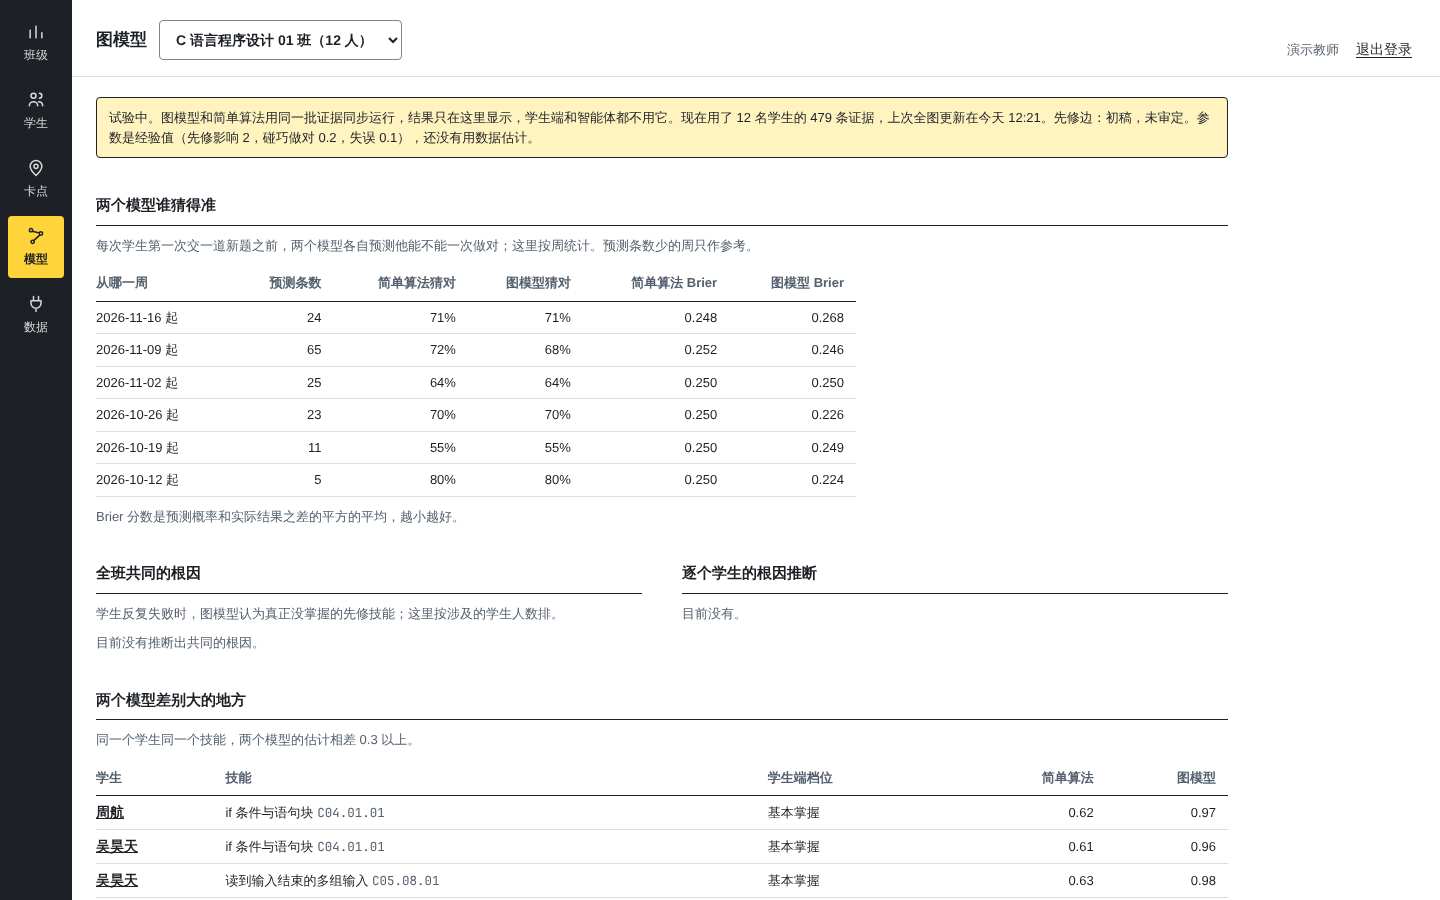 班级
学生
卡点
模型
数据
图模型
C 语言程序设计 01 班（12 人）
演示教师 退出登录
试验中。图模型和简单算法用同一批证据同步运行，结果只在这里显示，学生端和智能体都不用它。现在用了 12 名学生的 479 条证据，上次全图更新在今天 12:21。先修边：初稿，未审定。参
数是经验值（先修影响 2，碰巧做对 0.2，失误 0.1），还没有用数据估计。
两个模型谁猜得准
每次学生第一次交一道新题之前，两个模型各自预测他能不能一次做对；这里按周统计。预测条数少的周只作参考。
从哪一周 预测条数 简单算法猜对 图模型猜对 简单算法 Brier 图模型 Brier
2026-11-16 起 24 71% 71% 0.248 0.268
2026-11-09 起 65 72% 68% 0.252 0.246
2026-11-02 起 25 64% 64% 0.250 0.250
2026-10-26 起 23 70% 70% 0.250 0.226
2026-10-19 起 11 55% 55% 0.250 0.249
2026-10-12 起 5 80% 80% 0.250 0.224
Brier 分数是预测概率和实际结果之差的平方的平均，越小越好。
全班共同的根因
学生反复失败时，图模型认为真正没掌握的先修技能；这里按涉及的学生人数排。
目前没有推断出共同的根因。
逐个学生的根因推断
目前没有。
两个模型差别大的地方
同一个学生同一个技能，两个模型的估计相差 0.3 以上。
学生 技能 学生端档位 简单算法 图模型
周航 if 条件与语句块 C04.01.01 基本掌握 0.62 0.97
吴昊天 if 条件与语句块 C04.01.01 基本掌握 0.61 0.96
吴昊天 读到输入结束的多组输入 C05.08.01 基本掌握 0.63 0.98